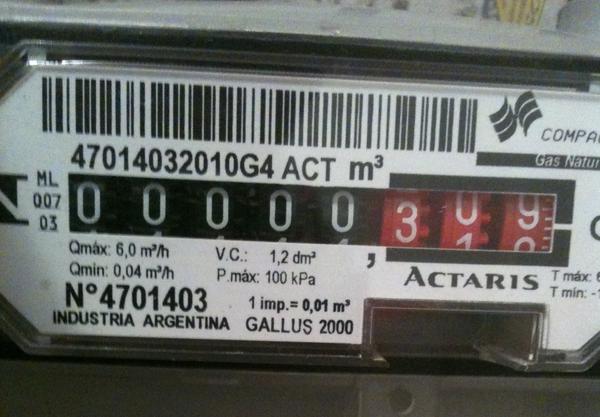 COMPA
Gas Natur
47014032010G4 ACT m³
ML
007
03
0 0 0 0 0 , 3 0 9
Qmáx: 6,0 m³/h
V.C.: 1,2 dm³
Qmin: 0,04 m³/h
P.máx: 100 kPa
ACTARIS
T máx: 6
T mín: -1
N°4701403
1 imp.= 0,01 m³
INDUSTRIA ARGENTINA
GALLUS 2000